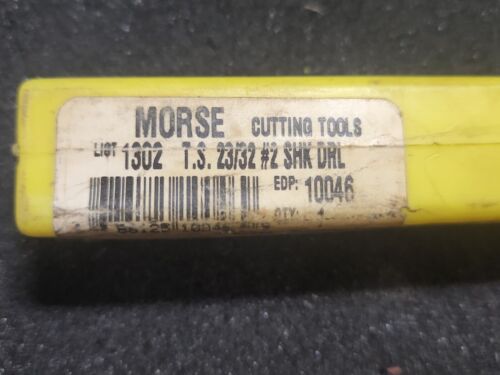 MORSE CUTTING TOOLS
LIST 1302 T.S. 23/32 #2 SHK DRL
EDP: 10046
QTY: 1